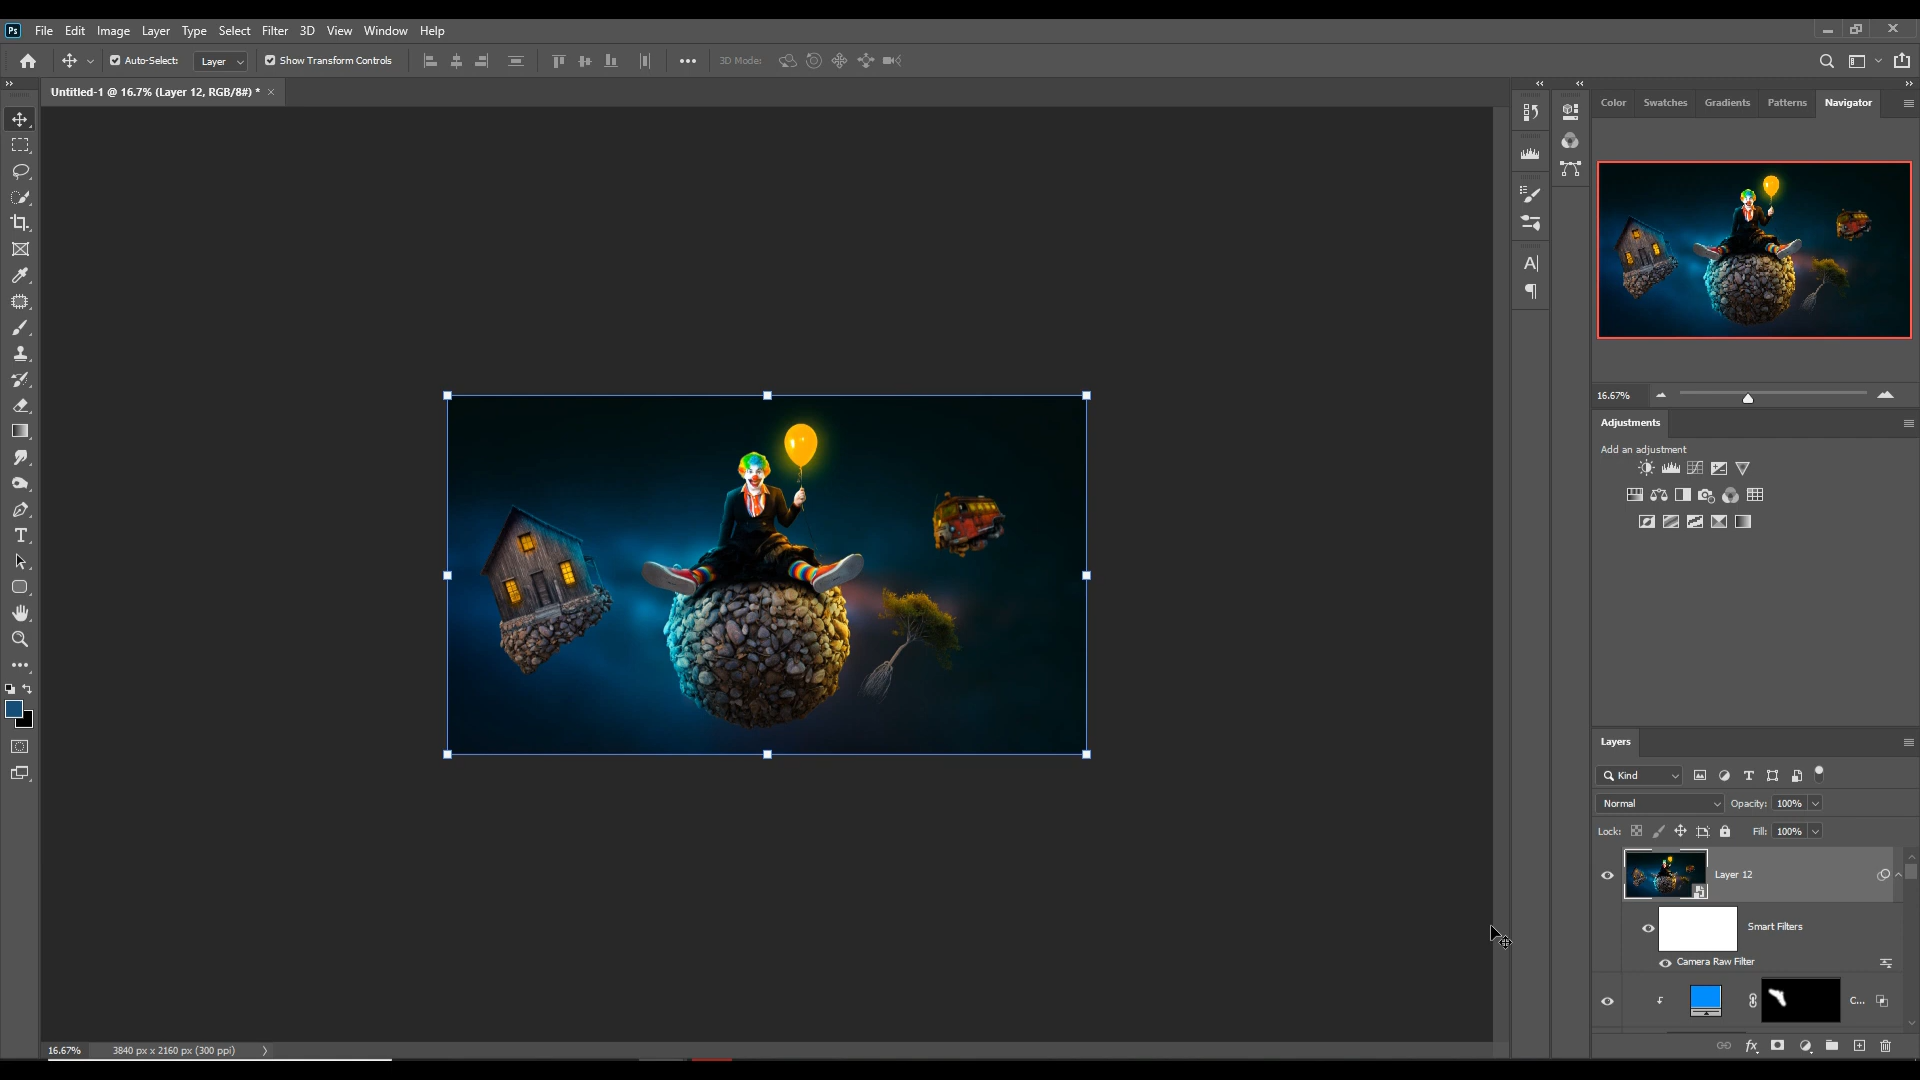 Ps File Edit Image Layer Type Select Filter 3D View Window Help
Auto-Select: Layer Show Transform Controls 3D Mode:
Untitled-1 @ 16.7% (Layer 12, RGB/8#) *
Color Swatches Gradients Patterns Navigator
16.67%
Adjustments
Add an adjustment
Layers
Kind
Normal Opacity: 100%
Lock: Fill: 100%
Layer 12
Smart Filters
Camera Raw Filter
C...
fx
16.67% 3840 px x 2160 px (300 ppi)